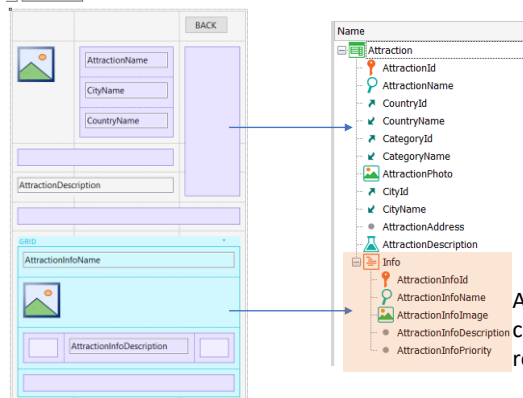 BACK
AttractionName
CityName
CountryName
AttractionDescription
GRID
AttractionInfoName
AttractionInfoDescription
Name
Attraction
AttractionId
AttractionName
CountryId
CountryName
CategoryId
CategoryName
AttractionPhoto
CityId
CityName
AttractionAddress
AttractionDescription
Info
AttractionInfoId
AttractionInfoName
AttractionInfoImage
AttractionInfoDescription
AttractionInfoPriority